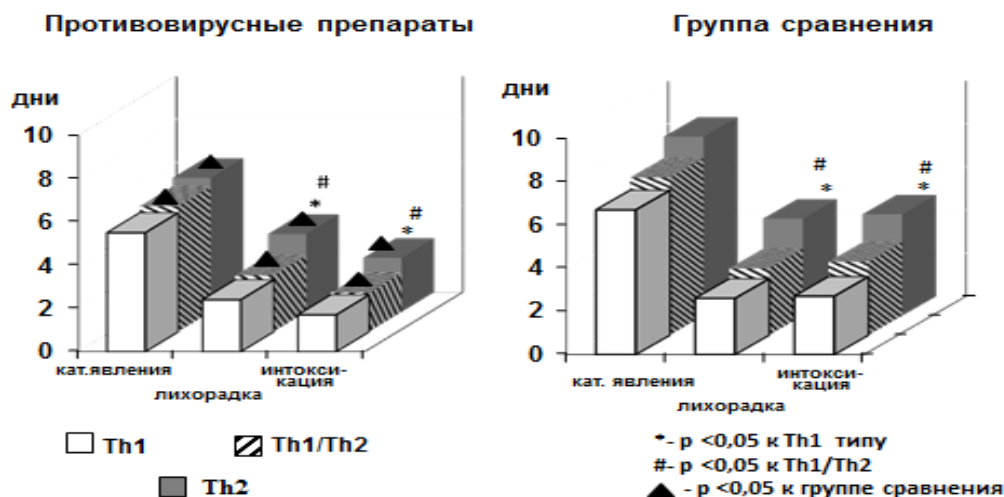 Противовирусные препараты
дни
10
8
6
4
2
0
#
*
#
*
кат.явления
лихорадка
интокси-
кация
Th1
Th1/Th2
Th2
Группа сравнения
дни
10
8
6
4
2
0
#
*
#
*
кат. явления
лихорадка
интокси-
кация
*- p <0,05 к Th1 типу
#- p <0,05 к Th1/Th2
▲ - p <0,05 к группе сравнения